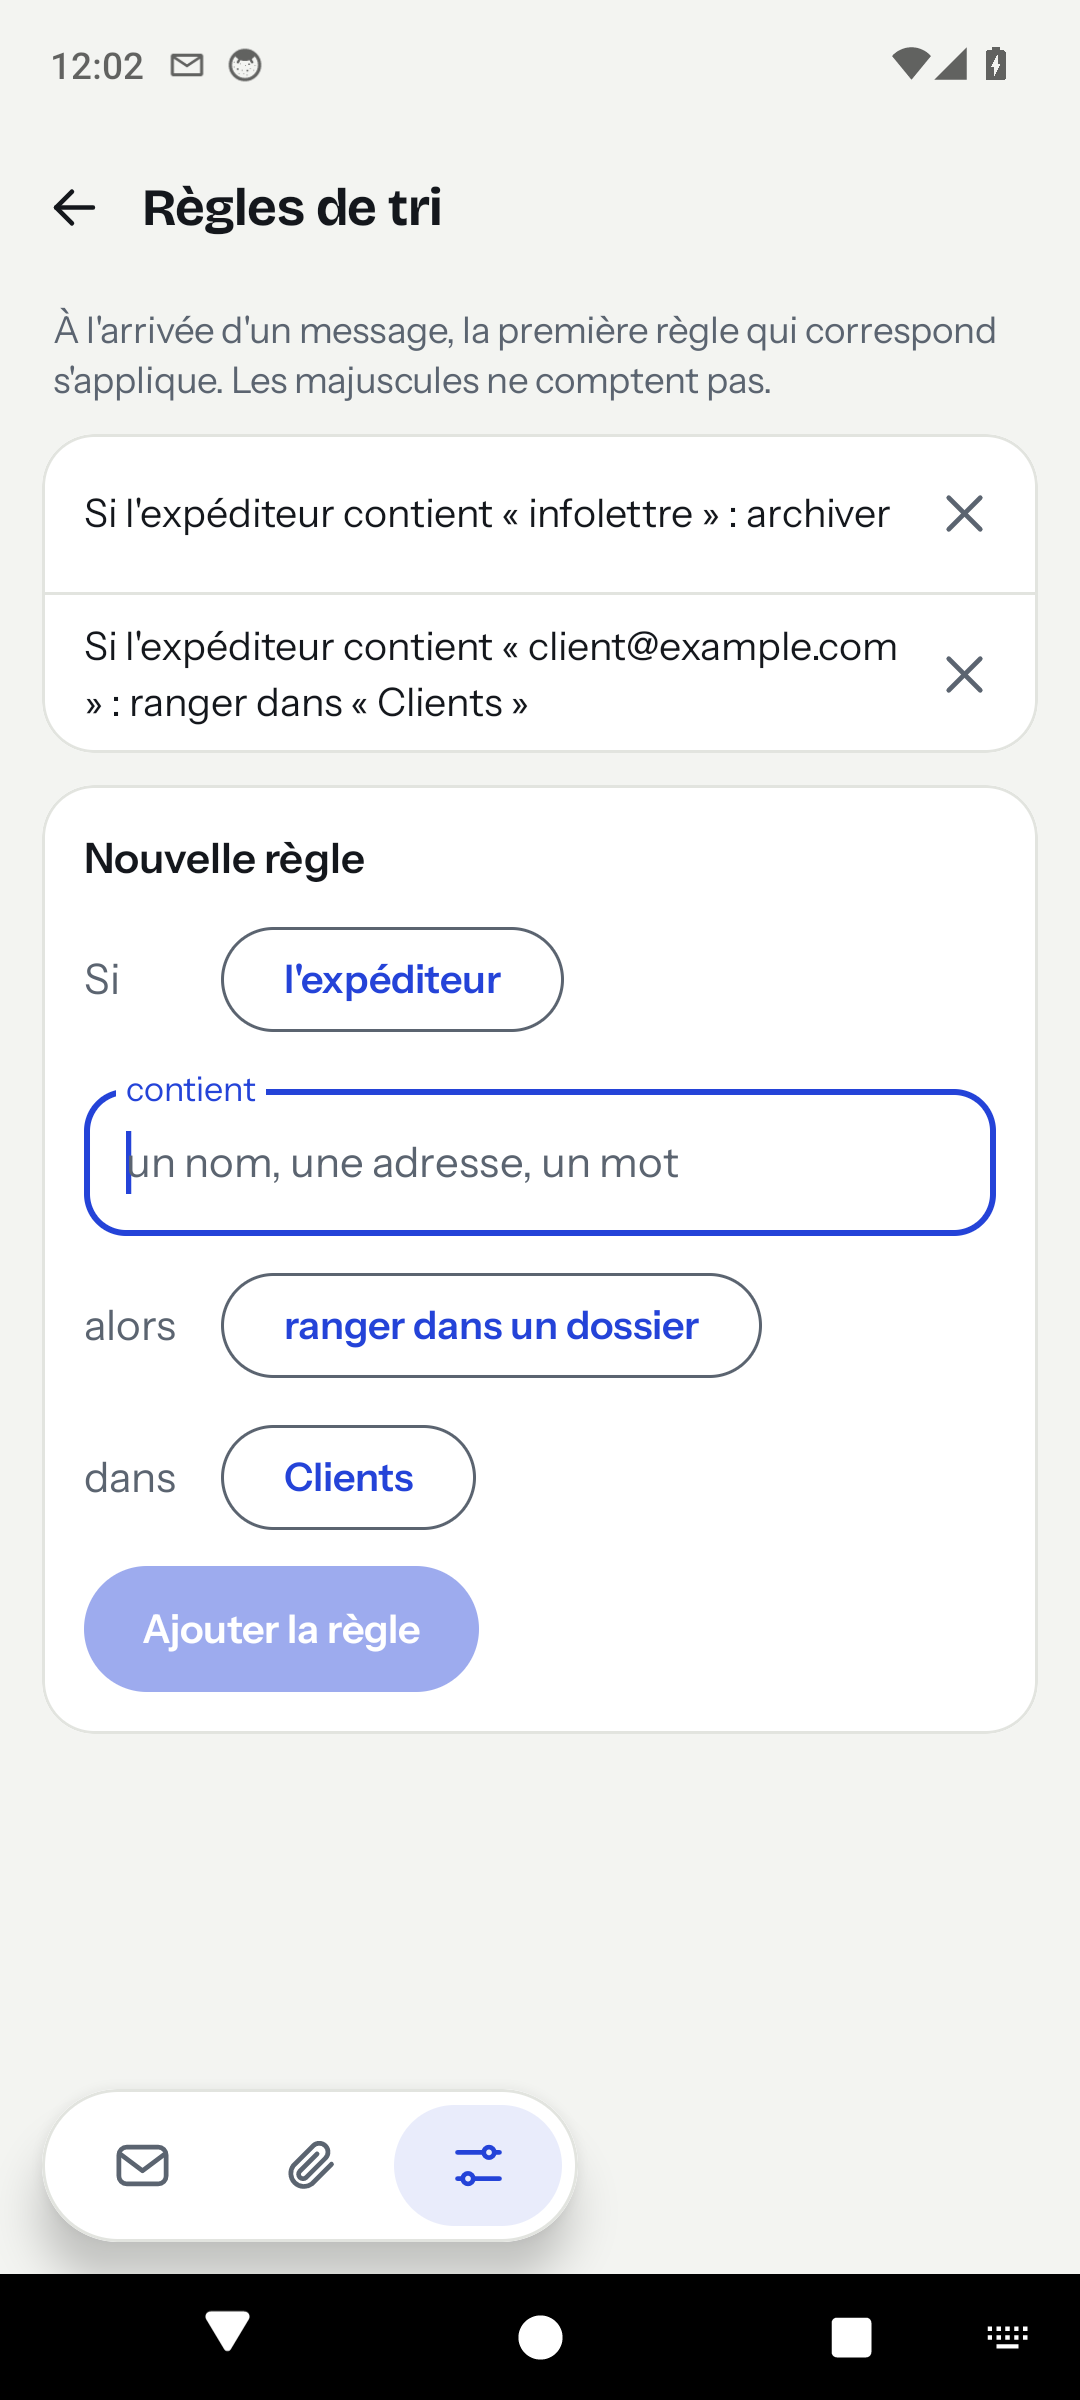 12:02
Règles de tri
À l'arrivée d'un message, la première règle qui correspond
s'applique. Les majuscules ne comptent pas.
Si l'expéditeur contient « infolettre » : archiver
Si l'expéditeur contient « client@example.com
» : ranger dans « Clients »
Nouvelle règle
Si l'expéditeur
contient
un nom, une adresse, un mot
alors ranger dans un dossier
dans Clients
Ajouter la règle